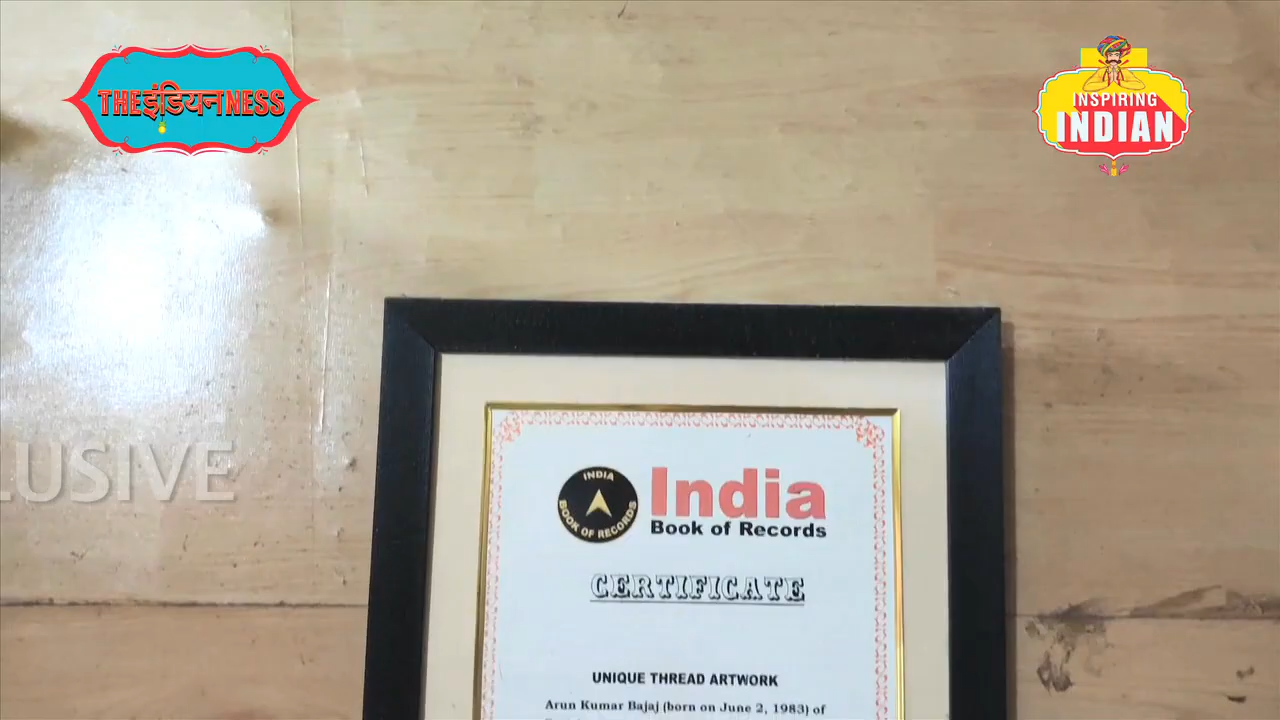 THEइंडियनNESS
INSPIRING
INDIAN
LUSIVE
INDIA
BOOK OF RECORDS
India
Book of Records
CERTIFICATE
UNIQUE THREAD ARTWORK
Arun Kumar Bajaj (born on June 2, 1983) of